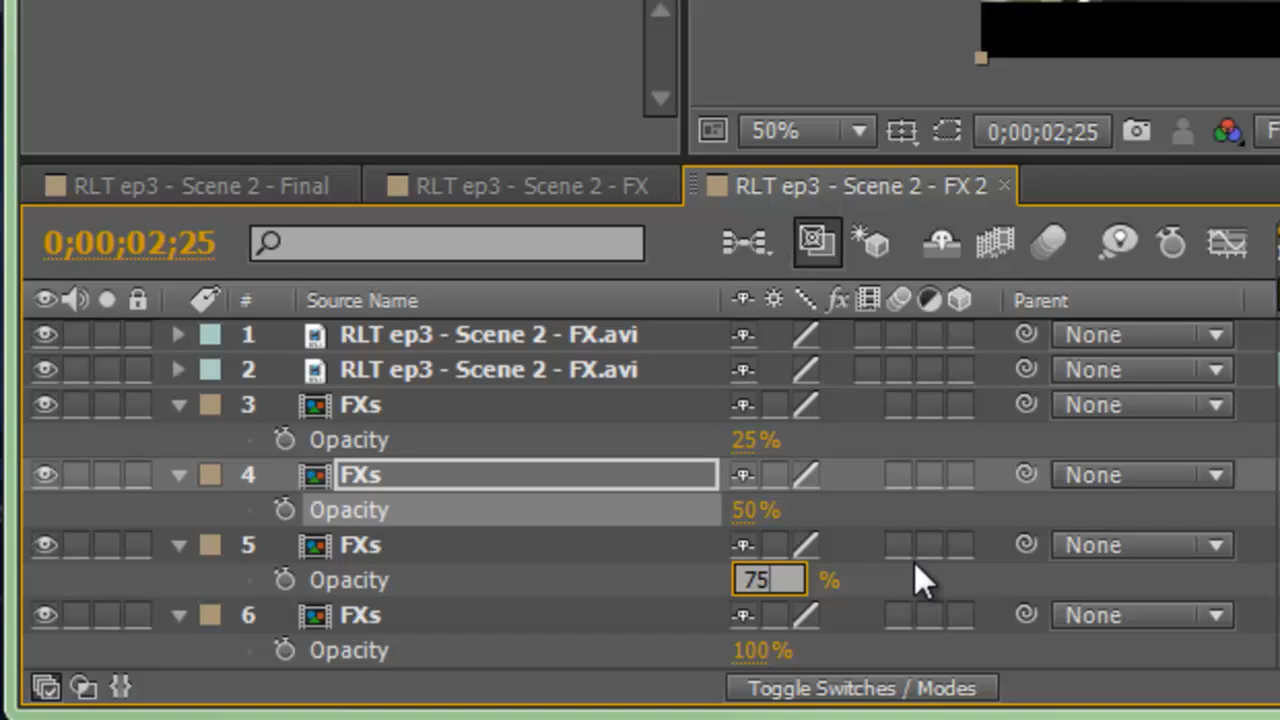 50%
0;00;02;25
F
RLT ep3 - Scene 2 - Final
RLT ep3 - Scene 2 - FX
RLT ep3 - Scene 2 - FX 2 ×
0;00;02;25
# Source Name fx Parent
1 RLT ep3 - Scene 2 - FX.avi None
2 RLT ep3 - Scene 2 - FX.avi None
3 FXs None
Opacity 25%
4 FXs None
Opacity 50%
5 FXs None
Opacity 75 %
6 FXs None
Opacity 100%
Toggle Switches / Modes